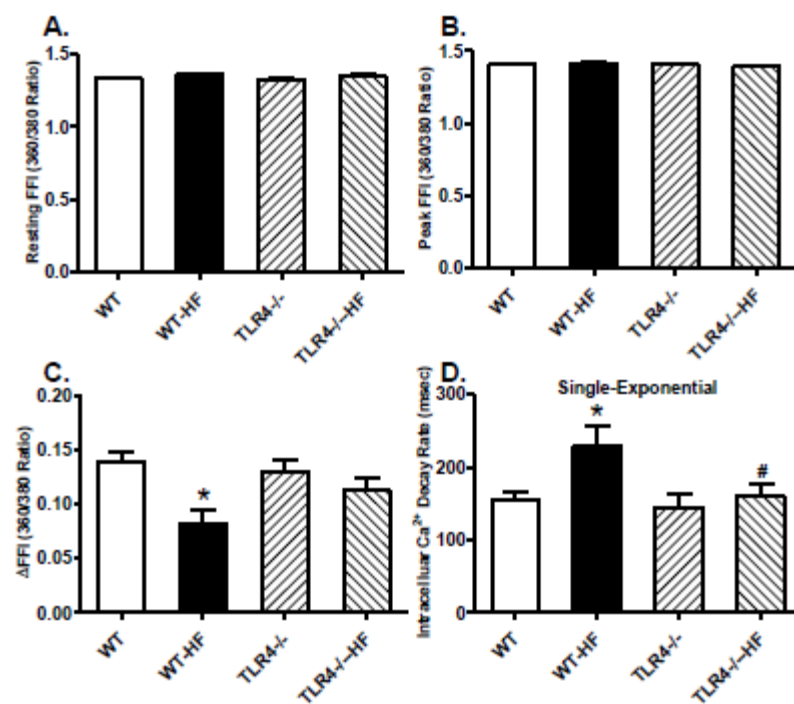 A.
Resting FFI (360/380 Ratio)
1.5
1.0
0.5
0.0
WT
WT-HF
TLR4-/-
TLR4-/--HF
B.
Peak FFI (360/380 Ratio)
1.5
1.0
0.5
0.0
WT
WT-HF
TLR4-/-
TLR4-/--HF
C.
ΔFFI (360/380 Ratio)
0.20
0.15
0.10
0.05
0.00
*
WT
WT-HF
TLR4-/-
TLR4-/--HF
D.
Single-Exponential
Intracelluar Ca²⁺ Decay Rate (msec)
300
200
100
0
*
#
WT
WT-HF
TLR4-/-
TLR4-/--HF